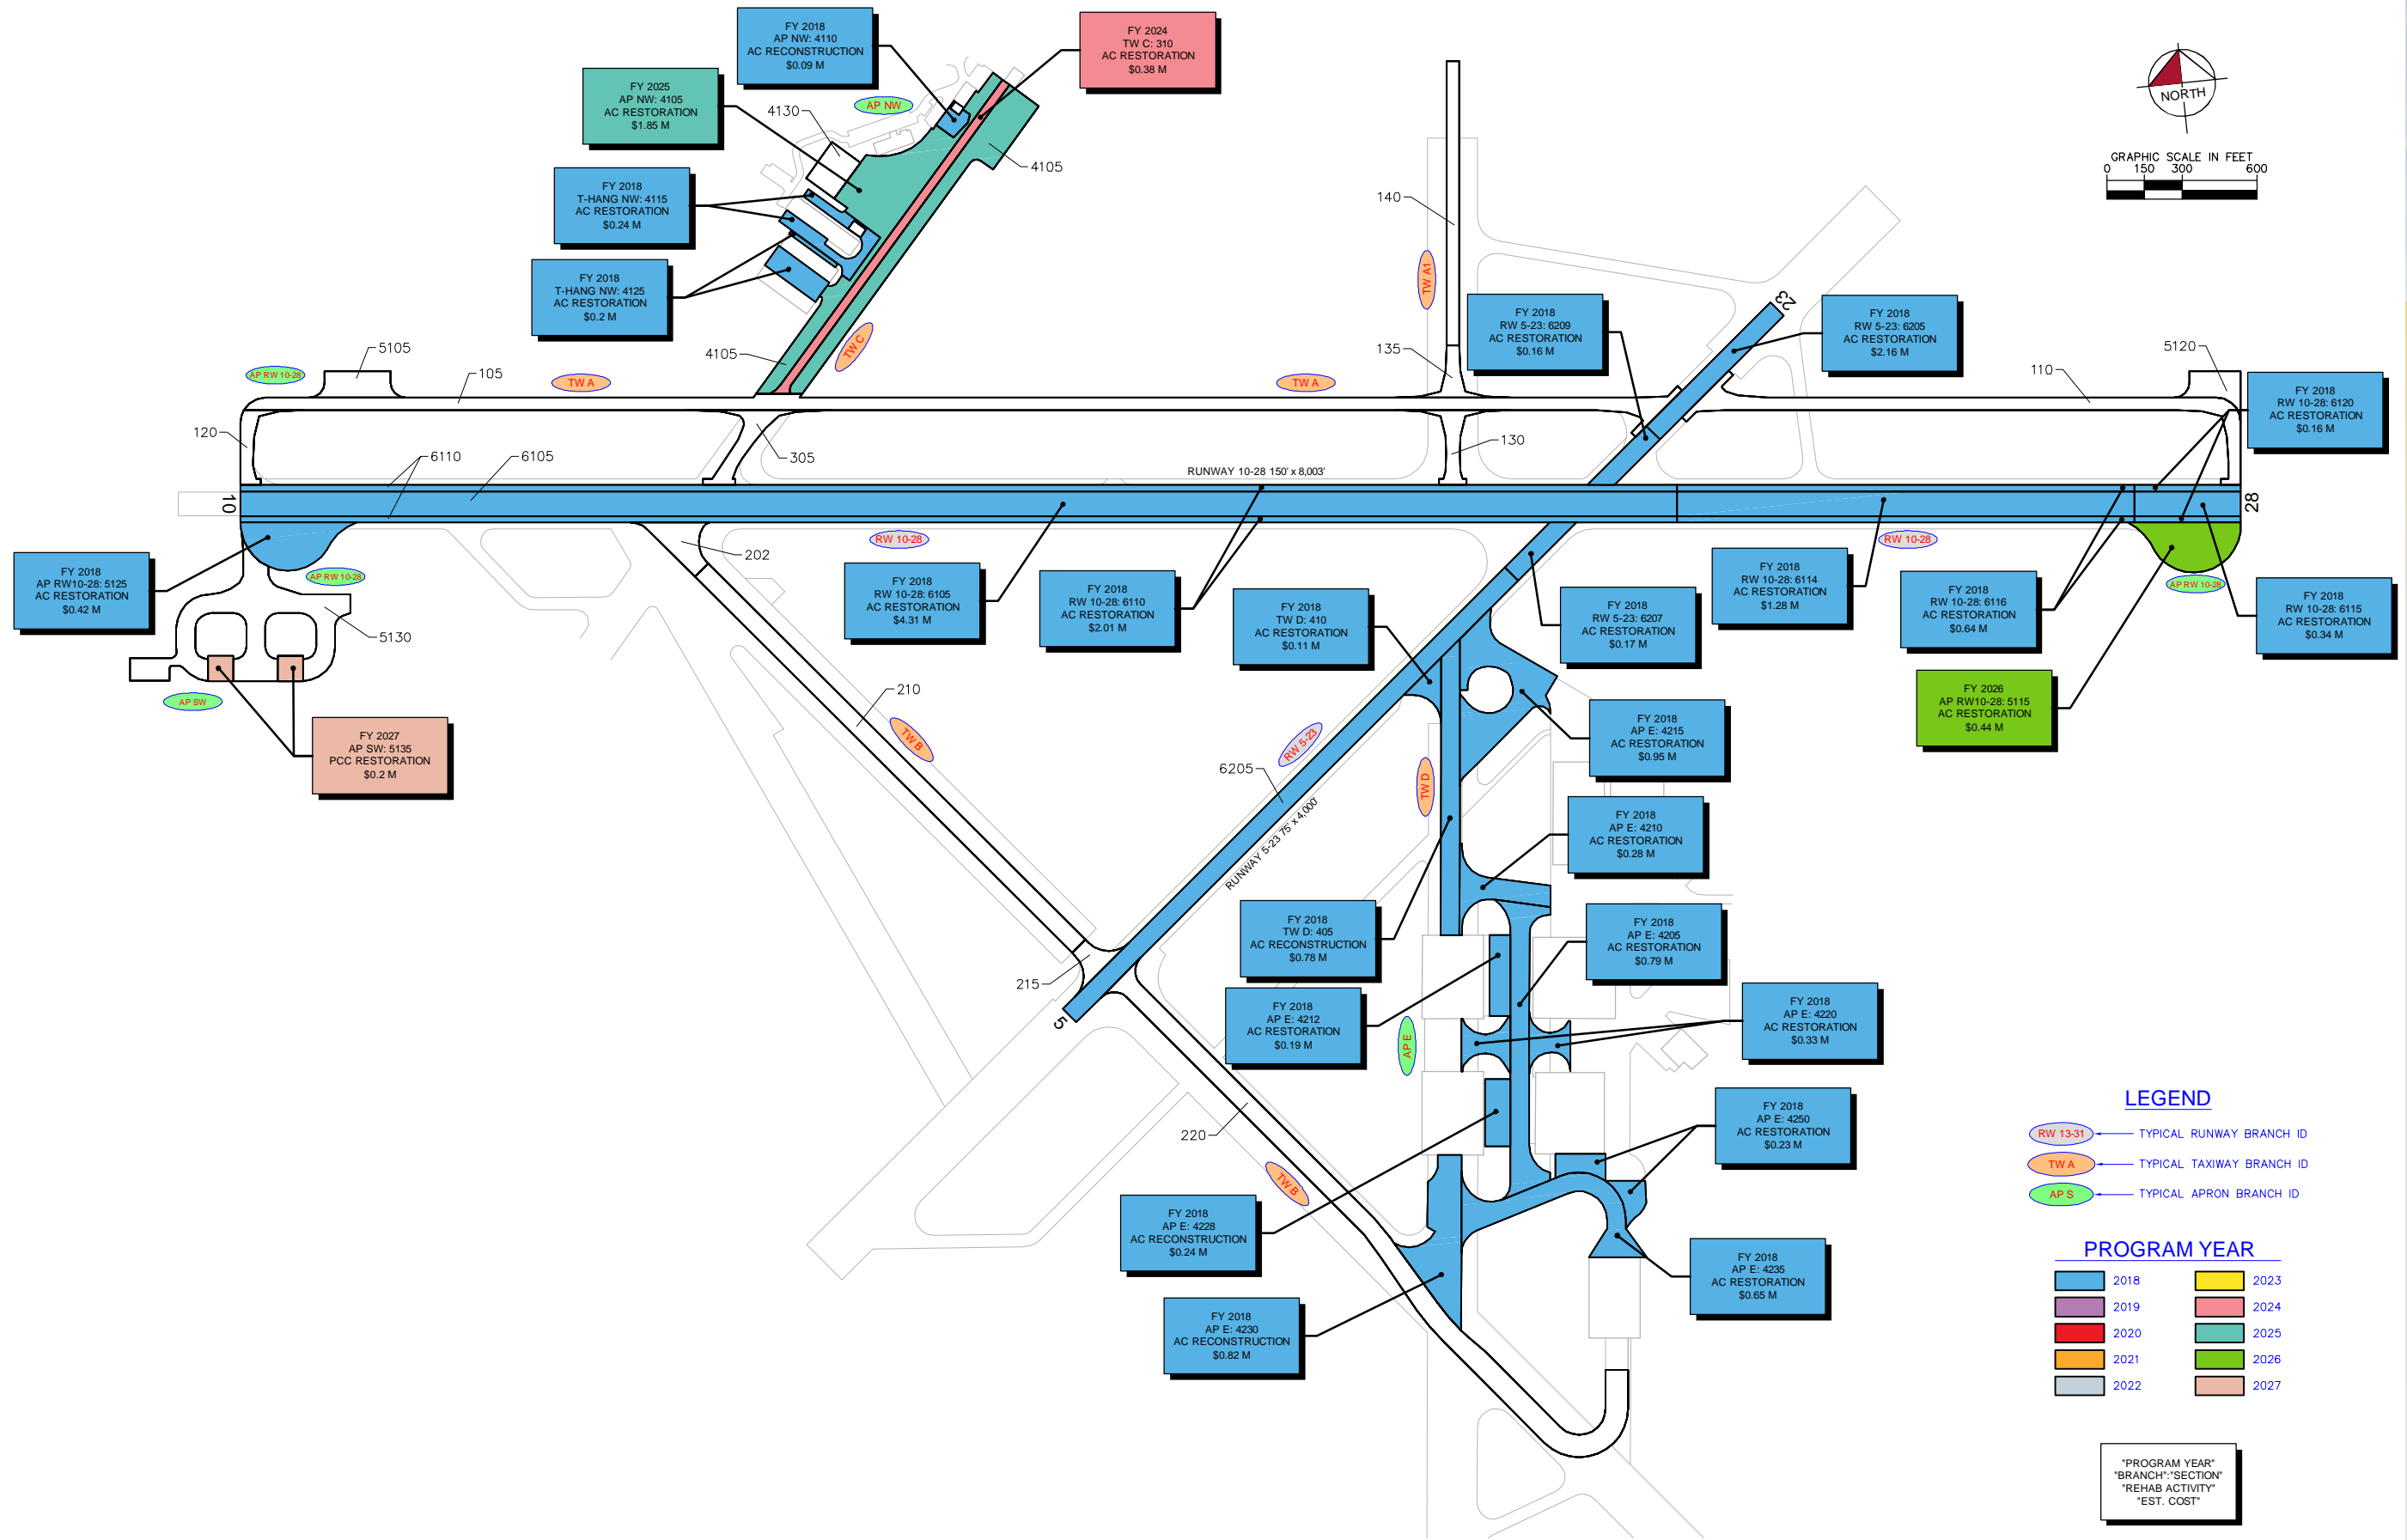 FY 2018
AP NW: 4110
AC RECONSTRUCTION
$0.09 M
FY 2024
TW C: 310
AC RESTORATION
$0.38 M
FY 2025
AP NW: 4105
AC RESTORATION
$1.85 M
AP NW
4130
4105
FY 2018
T-HANG NW: 4115
AC RESTORATION
$0.24 M
FY 2018
T-HANG NW: 4125
AC RESTORATION
$0.2 M
4105
TW C
140
TW A1
135
NORTH
GRAPHIC SCALE IN FEET
0 150 300 600
FY 2018
RW 5-23: 6209
AC RESTORATION
$0.16 M
23
FY 2018
RW 5-23: 6205
AC RESTORATION
$2.16 M
5105
AP RW 10-28
105
TW A
TW A
110
5120
FY 2018
RW 10-28: 6120
AC RESTORATION
$0.16 M
120
6110
6105
305
130
RUNWAY 10-28 150' x 8,003'
10
28
202
RW 10-28
RW 10-28
FY 2018
AP RW10-28: 5125
AC RESTORATION
$0.42 M
AP RW 10-28
5130
AP SW
FY 2027
AP SW: 5135
PCC RESTORATION
$0.2 M
FY 2018
RW 10-28: 6105
AC RESTORATION
$4.31 M
FY 2018
RW 10-28: 6110
AC RESTORATION
$2.01 M
FY 2018
TW D: 410
AC RESTORATION
$0.11 M
FY 2018
RW 5-23: 6207
AC RESTORATION
$0.17 M
FY 2018
RW 10-28: 6114
AC RESTORATION
$1.28 M
FY 2018
RW 10-28: 6116
AC RESTORATION
$0.64 M
AP RW 10-28
FY 2018
RW 10-28: 6115
AC RESTORATION
$0.34 M
FY 2026
AP RW10-28: 5115
AC RESTORATION
$0.44 M
210
TW B
RW 5-23
6205
RUNWAY 5-23 75' x 4,000'
TW D
FY 2018
AP E: 4215
AC RESTORATION
$0.95 M
FY 2018
AP E: 4210
AC RESTORATION
$0.28 M
FY 2018
TW D: 405
AC RECONSTRUCTION
$0.78 M
FY 2018
AP E: 4205
AC RESTORATION
$0.79 M
215
5
FY 2018
AP E: 4212
AC RESTORATION
$0.19 M
AP E
FY 2018
AP E: 4220
AC RESTORATION
$0.33 M
220
TW B
FY 2018
AP E: 4250
AC RESTORATION
$0.23 M
FY 2018
AP E: 4228
AC RECONSTRUCTION
$0.24 M
FY 2018
AP E: 4235
AC RESTORATION
$0.65 M
FY 2018
AP E: 4230
AC RECONSTRUCTION
$0.82 M
LEGEND
RW 13-31 TYPICAL RUNWAY BRANCH ID
TW A TYPICAL TAXIWAY BRANCH ID
AP S TYPICAL APRON BRANCH ID
PROGRAM YEAR
2018 2023
2019 2024
2020 2025
2021 2026
2022 2027
"PROGRAM YEAR"
"BRANCH":"SECTION"
"REHAB ACTIVITY"
"EST. COST"